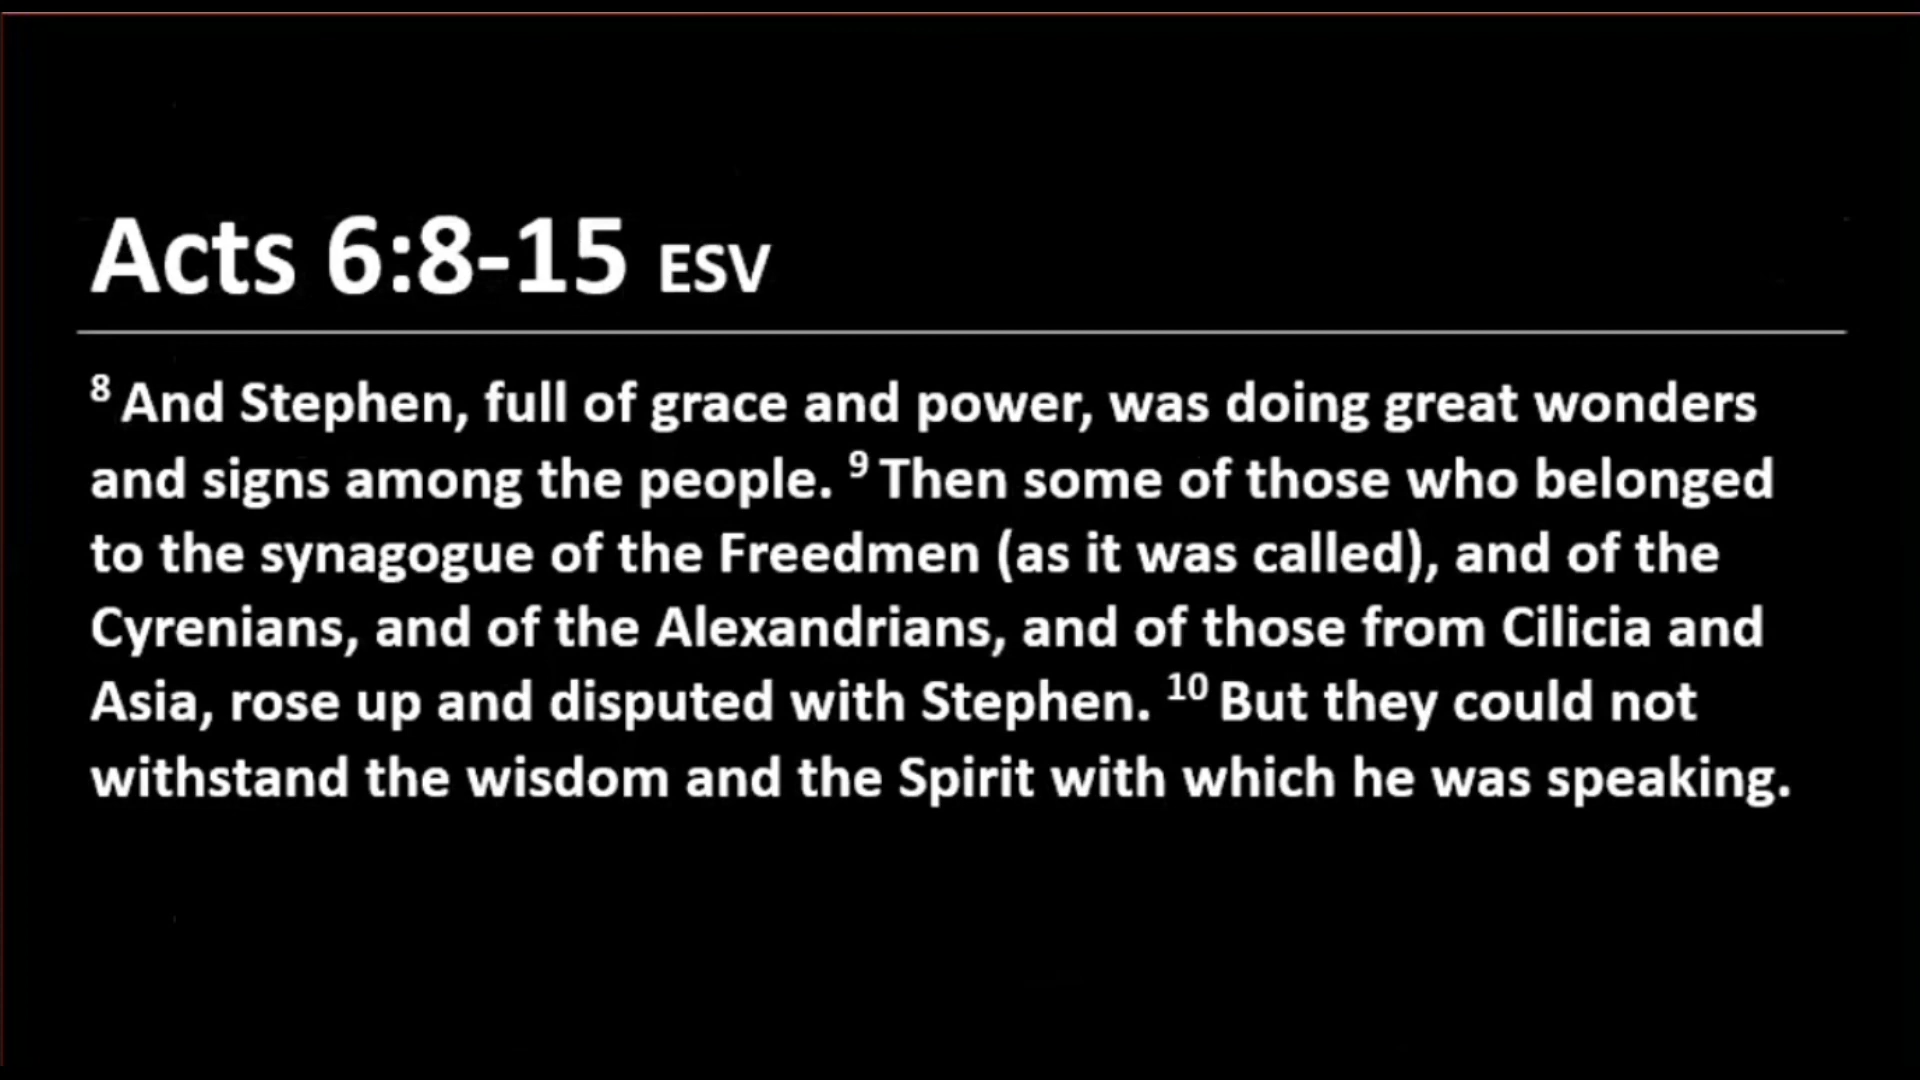 Acts 6:8-15 ESV
8 And Stephen, full of grace and power, was doing great wonders
and signs among the people. 9 Then some of those who belonged
to the synagogue of the Freedmen (as it was called), and of the
Cyrenians, and of the Alexandrians, and of those from Cilicia and
Asia, rose up and disputed with Stephen. 10 But they could not
withstand the wisdom and the Spirit with which he was speaking.